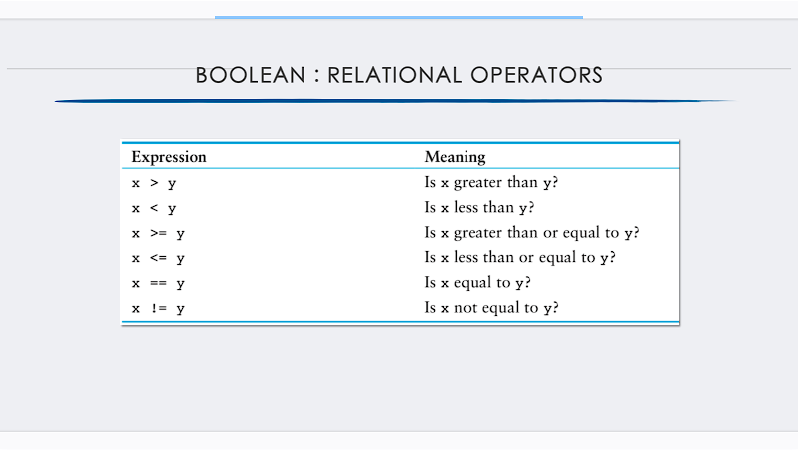 BOOLEAN : RELATIONAL OPERATORS
Expression Meaning
x > y Is x greater than y?
x < y Is x less than y?
x >= y Is x greater than or equal to y?
x <= y Is x less than or equal to y?
x == y Is x equal to y?
x != y Is x not equal to y?